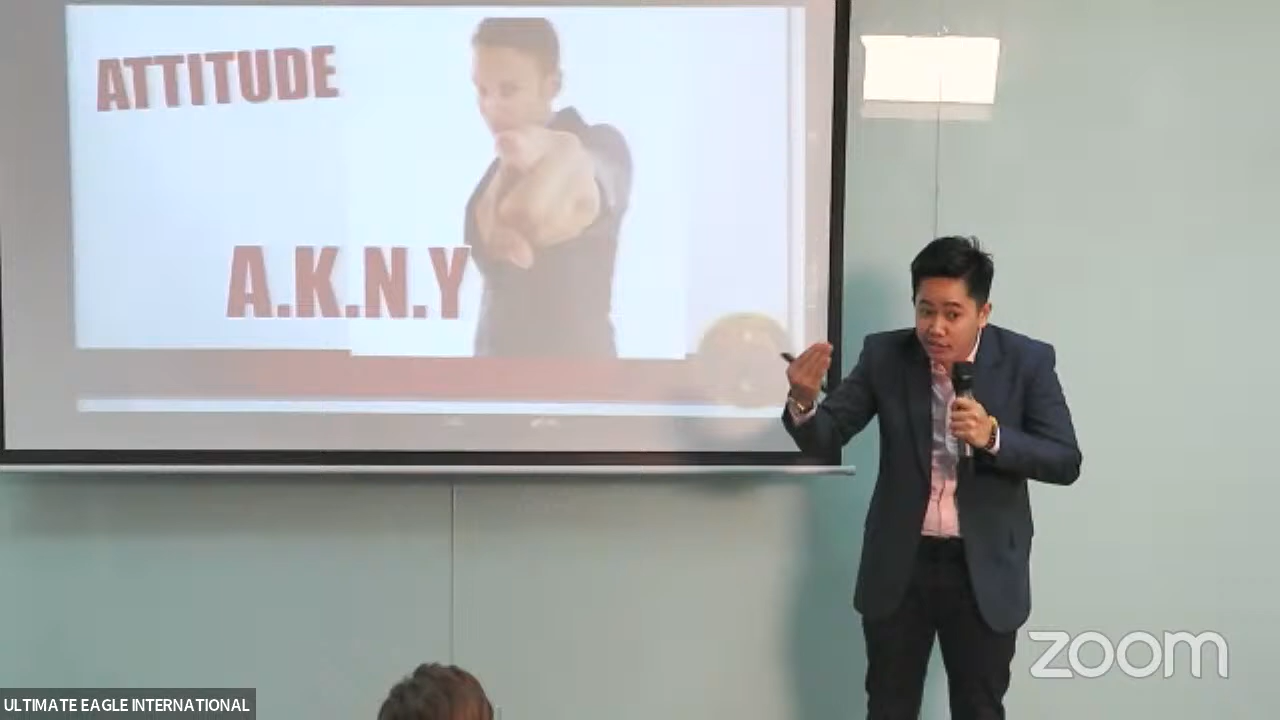 ATTITUDE
A.K.N.Y
zoom
ULTIMATE EAGLE INTERNATIONAL